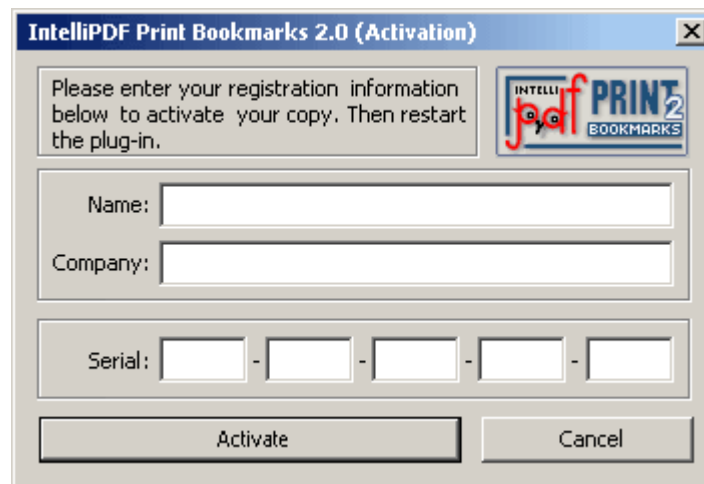 IntelliPDF Print Bookmarks 2.0 (Activation)
Please enter your registration information
below to activate your copy. Then restart
the plug-in.
INTELLI
pdf PRINT 2
BOOKMARKS
Name:
Company:
Serial: - - - -
Activate Cancel